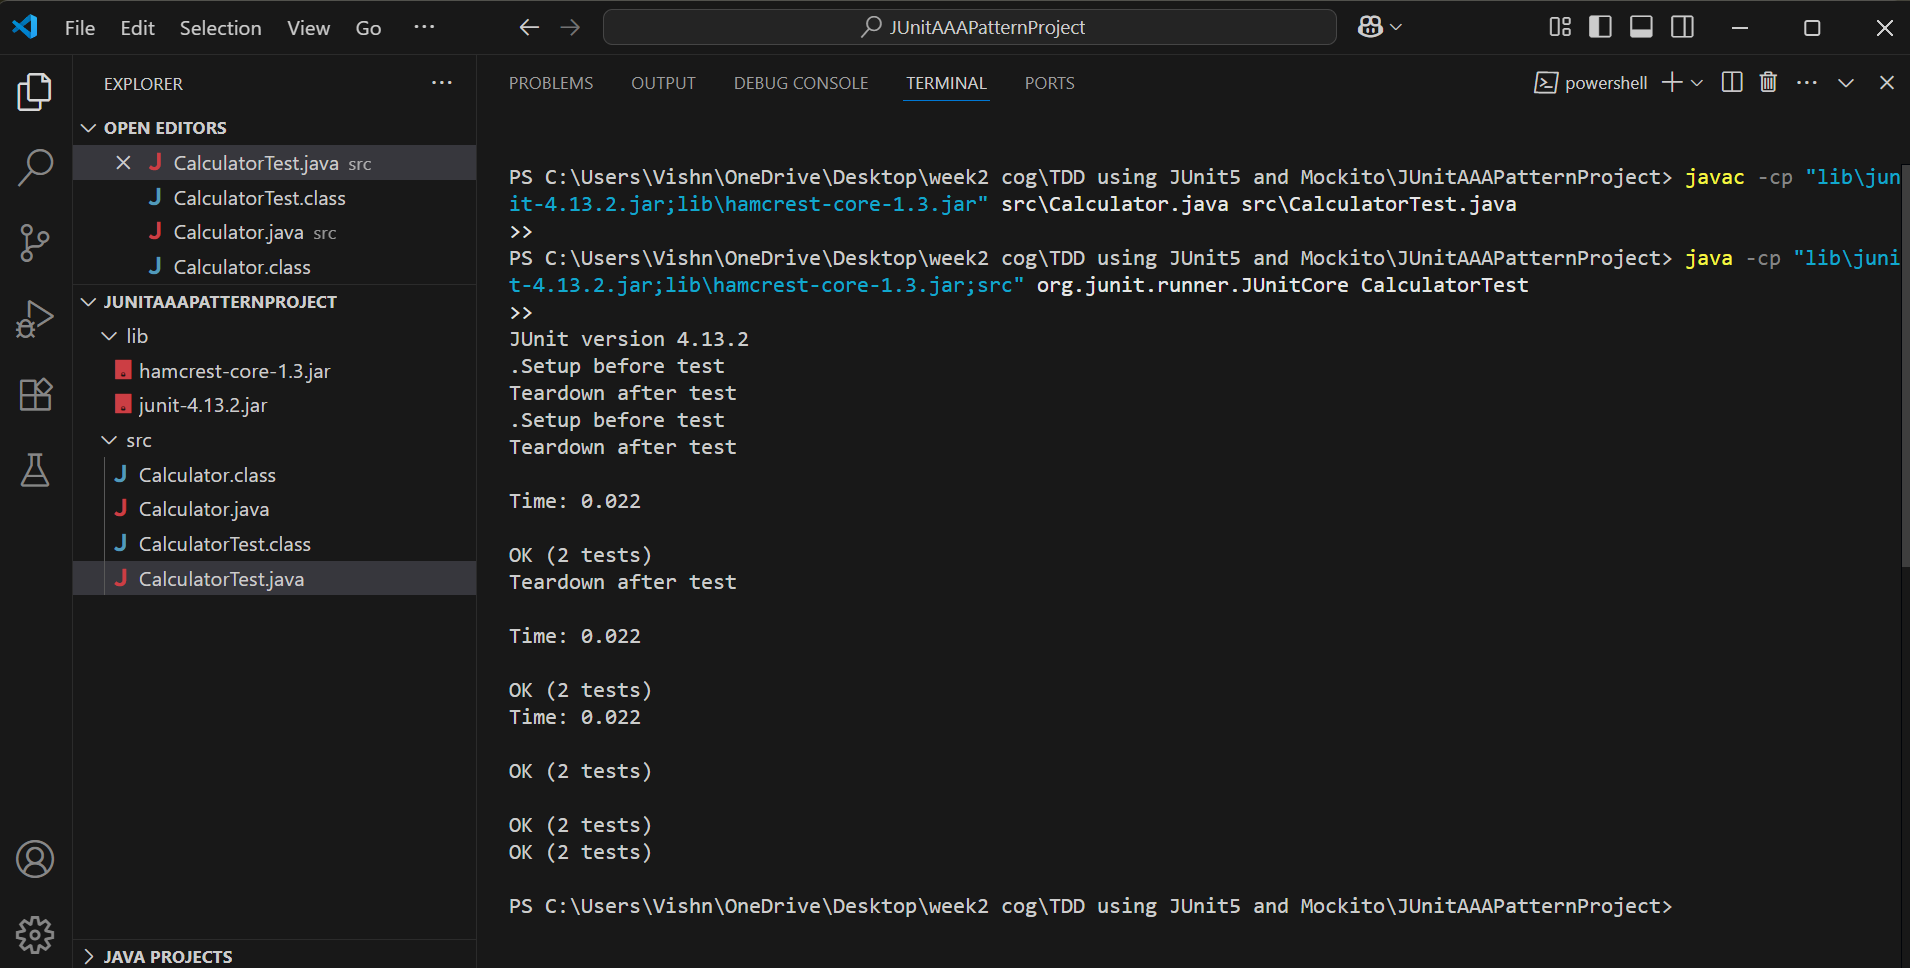 File Edit Selection View Go ···
JUnitAAAPatternProject
EXPLORER ···
OPEN EDITORS
CalculatorTest.java src
CalculatorTest.class
Calculator.java src
Calculator.class
JUNITAAAPATTERNPROJECT
lib
hamcrest-core-1.3.jar
junit-4.13.2.jar
src
Calculator.class
Calculator.java
CalculatorTest.class
CalculatorTest.java
JAVA PROJECTS
PROBLEMS OUTPUT DEBUG CONSOLE TERMINAL PORTS
powershell
PS C:\Users\Vishn\OneDrive\Desktop\week2 cog\TDD using JUnit5 and Mockito\JUnitAAAPatternProject> javac -cp "lib\jun
it-4.13.2.jar;lib\hamcrest-core-1.3.jar" src\Calculator.java src\CalculatorTest.java
>>
PS C:\Users\Vishn\OneDrive\Desktop\week2 cog\TDD using JUnit5 and Mockito\JUnitAAAPatternProject> java -cp "lib\juni
t-4.13.2.jar;lib\hamcrest-core-1.3.jar;src" org.junit.runner.JUnitCore CalculatorTest
>>
JUnit version 4.13.2
.Setup before test
Teardown after test
.Setup before test
Teardown after test
Time: 0.022
OK (2 tests)
Teardown after test
Time: 0.022
OK (2 tests)
Time: 0.022
OK (2 tests)
OK (2 tests)
OK (2 tests)
PS C:\Users\Vishn\OneDrive\Desktop\week2 cog\TDD using JUnit5 and Mockito\JUnitAAAPatternProject>